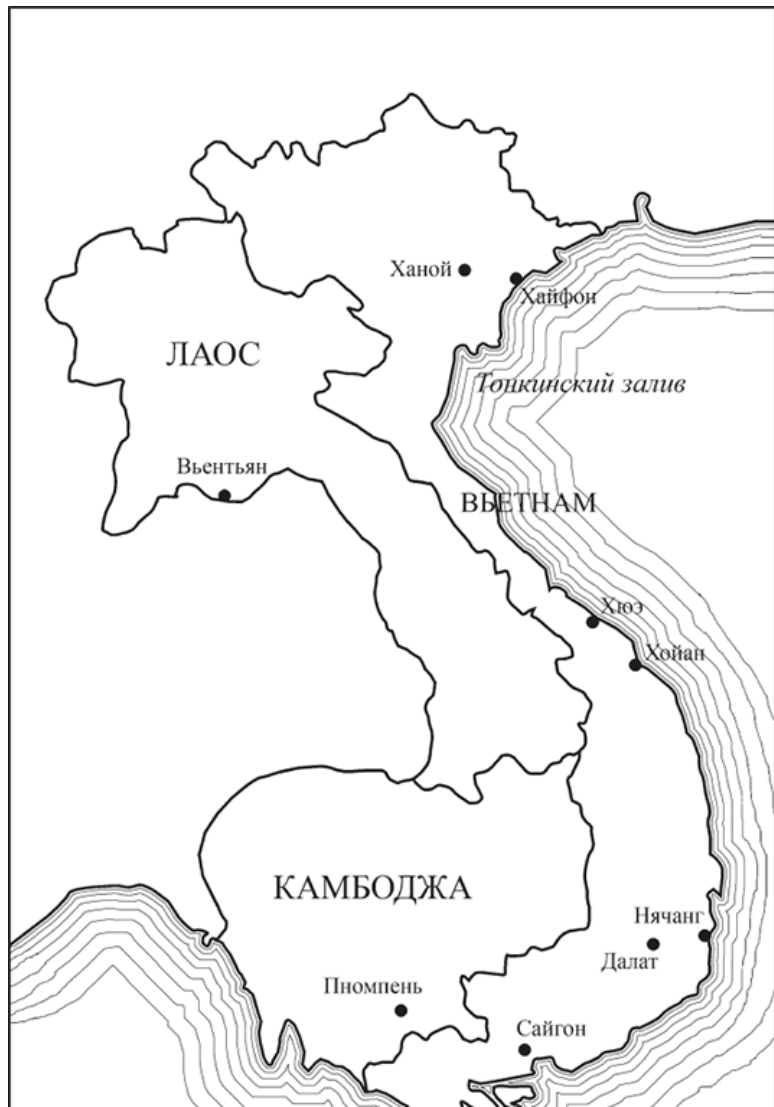 Ханой
Хайфон
ЛАОС
Тонкинский залив
Вьентьян
ВЬЕТНАМ
Хюэ
Хойан
КАМБОДЖА
Нячанг
Далат
Пномпень
Сайгон